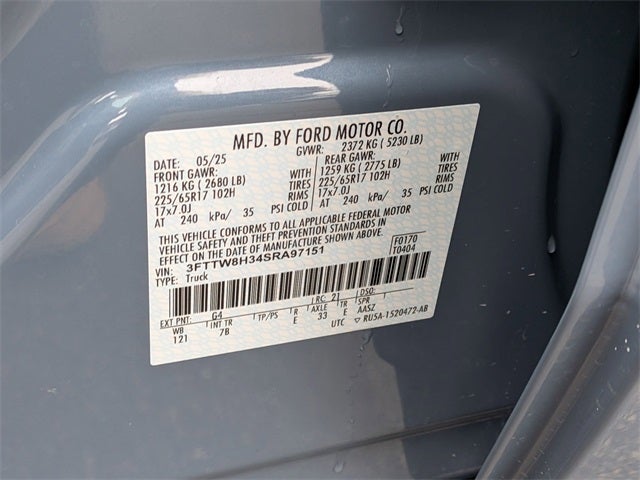 MFD. BY FORD MOTOR CO.
DATE: 05/25 GVWR: 2372 KG ( 5230 LB)
FRONT GAWR: REAR GAWR:
1216 KG ( 2680 LB) WITH 1259 KG ( 2775 LB) WITH
225/65R17 102H TIRES 225/65R17 102H TIRES
17x7.0J RIMS 17x7.0J RIMS
AT 240 kPa/ 35 PSI COLD AT 240 kPa/ 35 PSI COLD
THIS VEHICLE CONFORMS TO ALL APPLICABLE FEDERAL MOTOR
VEHICLE SAFETY AND BUMPER STANDARDS AND THEFT PREVENTION STANDARDS IN
EFFECT ON THE DATE OF MANUFACTURE SHOWN ABOVE.
VIN: 3FTTW8H34SRA97151 F0170
TYPE: Truck T0404
EXT PNT: G4 RC: 21 DSO:
WB INT TR TP/PS R AXLE TR SPR
121 7B E 33 E AASZ
UTC RU5A-1520472-AB